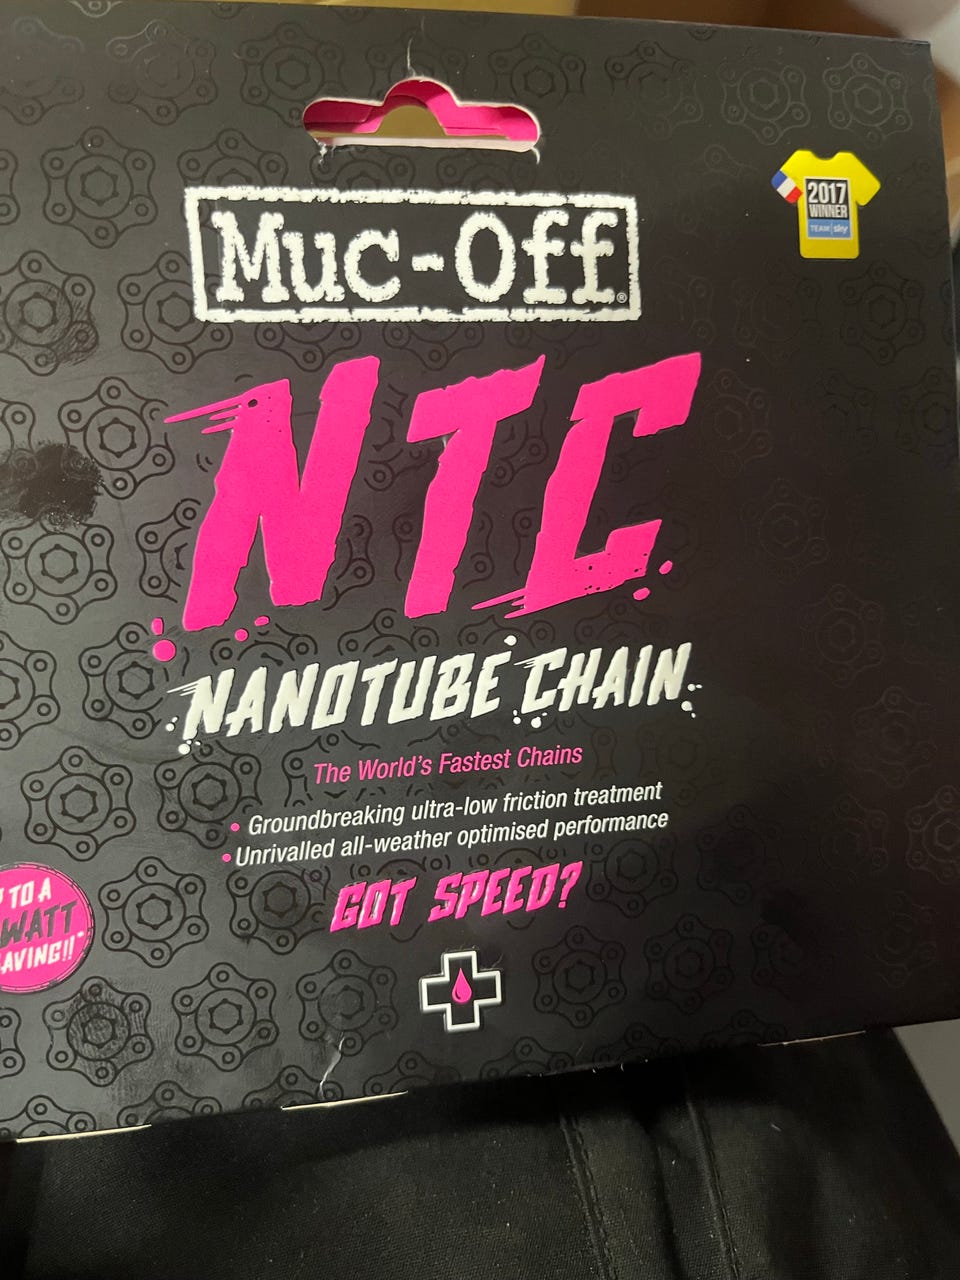 2017
WINNER
TEAM sky
Muc-Off®
NTC
NANOTUBE CHAIN
The World's Fastest Chains
• Groundbreaking ultra-low friction treatment
• Unrivalled all-weather optimised performance
GOT SPEED?
TO A
WATT
AVING!!*